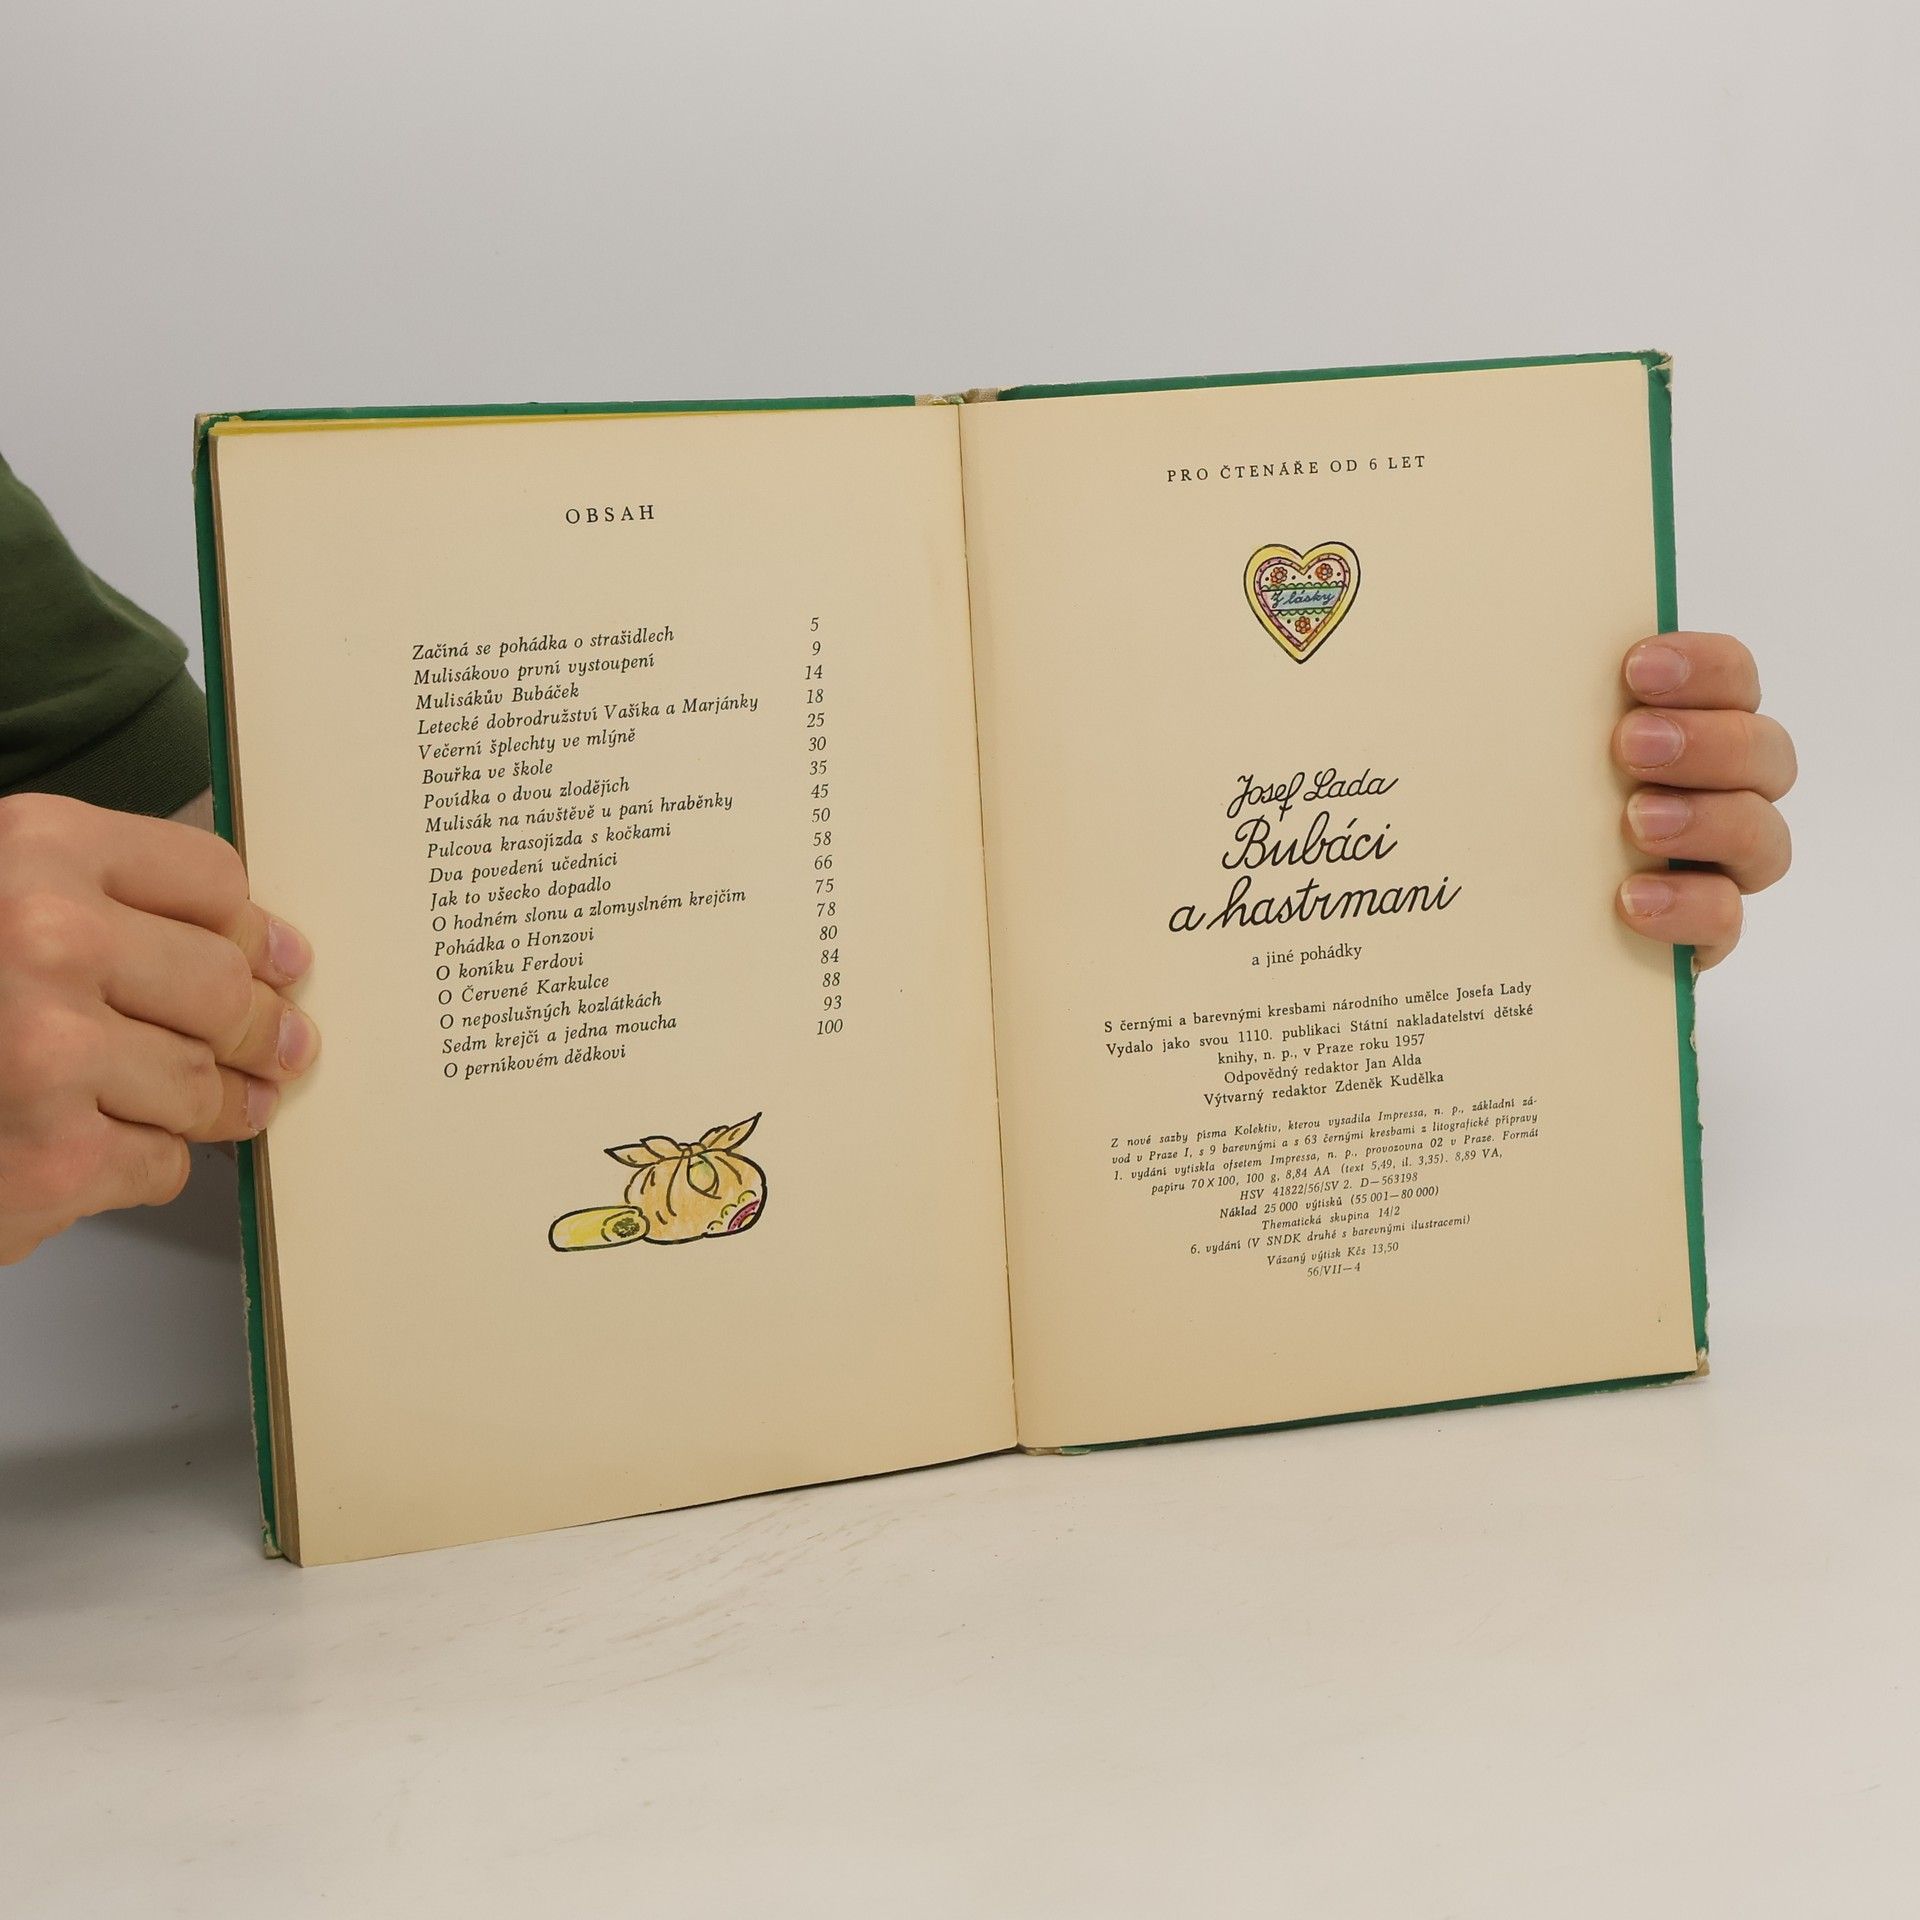 OBSAH
Začíná se pohádka o strašidlech 5
Mulisákovo první vystoupení 9
Mulisákův Bubáček 14
Letecké dobrodružství Vašíka a Marjánky 18
Večerní šplechty ve mlýně 25
Bouřka ve škole 30
Povídka o dvou zlodějích 35
Mulisák na návštěvě u paní hraběnky 45
Pulcova krasojízda s kočkami 50
Dva povedení učedníci 58
Jak to všecko dopadlo 66
O hodném slonu a zlomyslném krejčím 75
Pohádka o Honzovi 78
O koníku Ferdovi 80
O Červené Karkulce 84
O neposlušných kozlátkách 88
Sedm krejčí a jedna moucha 93
O perníkovém dědkovi 100
PRO ČTENÁŘE OD 6 LET
Z lásky
Josef Lada
Bubáci
a hastrmani
a jiné pohádky
S černými a barevnými kresbami národního umělce Josefa Lady
Vydalo jako svou 1110. publikaci Státní nakladatelství dětské
knihy, n. p., v Praze roku 1957
Odpovědný redaktor Jan Alda
Výtvarný redaktor Zdeněk Kudělka
Z nové sazby písma Kolektiv, kterou vysadila Impressa, n. p., základní zá-
vod v Praze I, s 9 barevnými a s 63 černými kresbami z litografické přípravy
1. vydání vytiskla ofsetem Impressa, n. p., provozovna 02 v Praze. Formát
papíru 70 X 100, 100 g, 8,84 AA (text 5,49, il. 3,35). 8,89 VA,
HSV 41822/56/SV 2. D—563198
Náklad 25 000 výtisků (55 001—80 000)
Thematická skupina 14/2
6. vydání (V SNDK druhé s barevnými ilustracemi)
Vázaný výtisk Kčs 13,50
56/VII—4